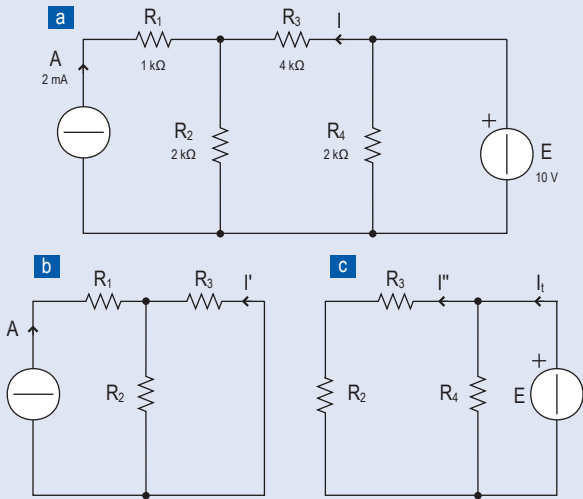 a
R₁
R₃
I
A
2 mA
1 kΩ
4 kΩ
R₂
2 kΩ
R₄
2 kΩ
+
E
10 V
b
R₁
R₃
I'
A
R₂
c
R₃
I"
Iₜ
+
R₂
R₄
E